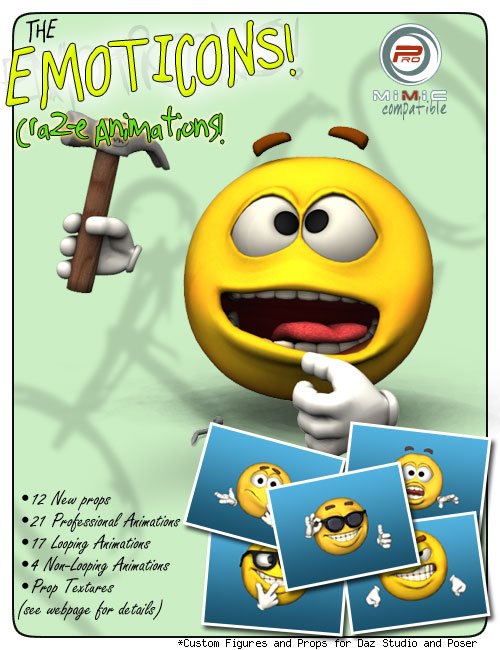 THE
EMOTICONS!
Cra2-e Animations!
PRO
MiMiC
compatible
• 12 New props
• 21 Professional Animations
• 17 Looping Animations
• 4 Non-Looping Animations
• Prop Textures
(see webpage for details)
*Custom Figures and Props for Daz Studio and Poser